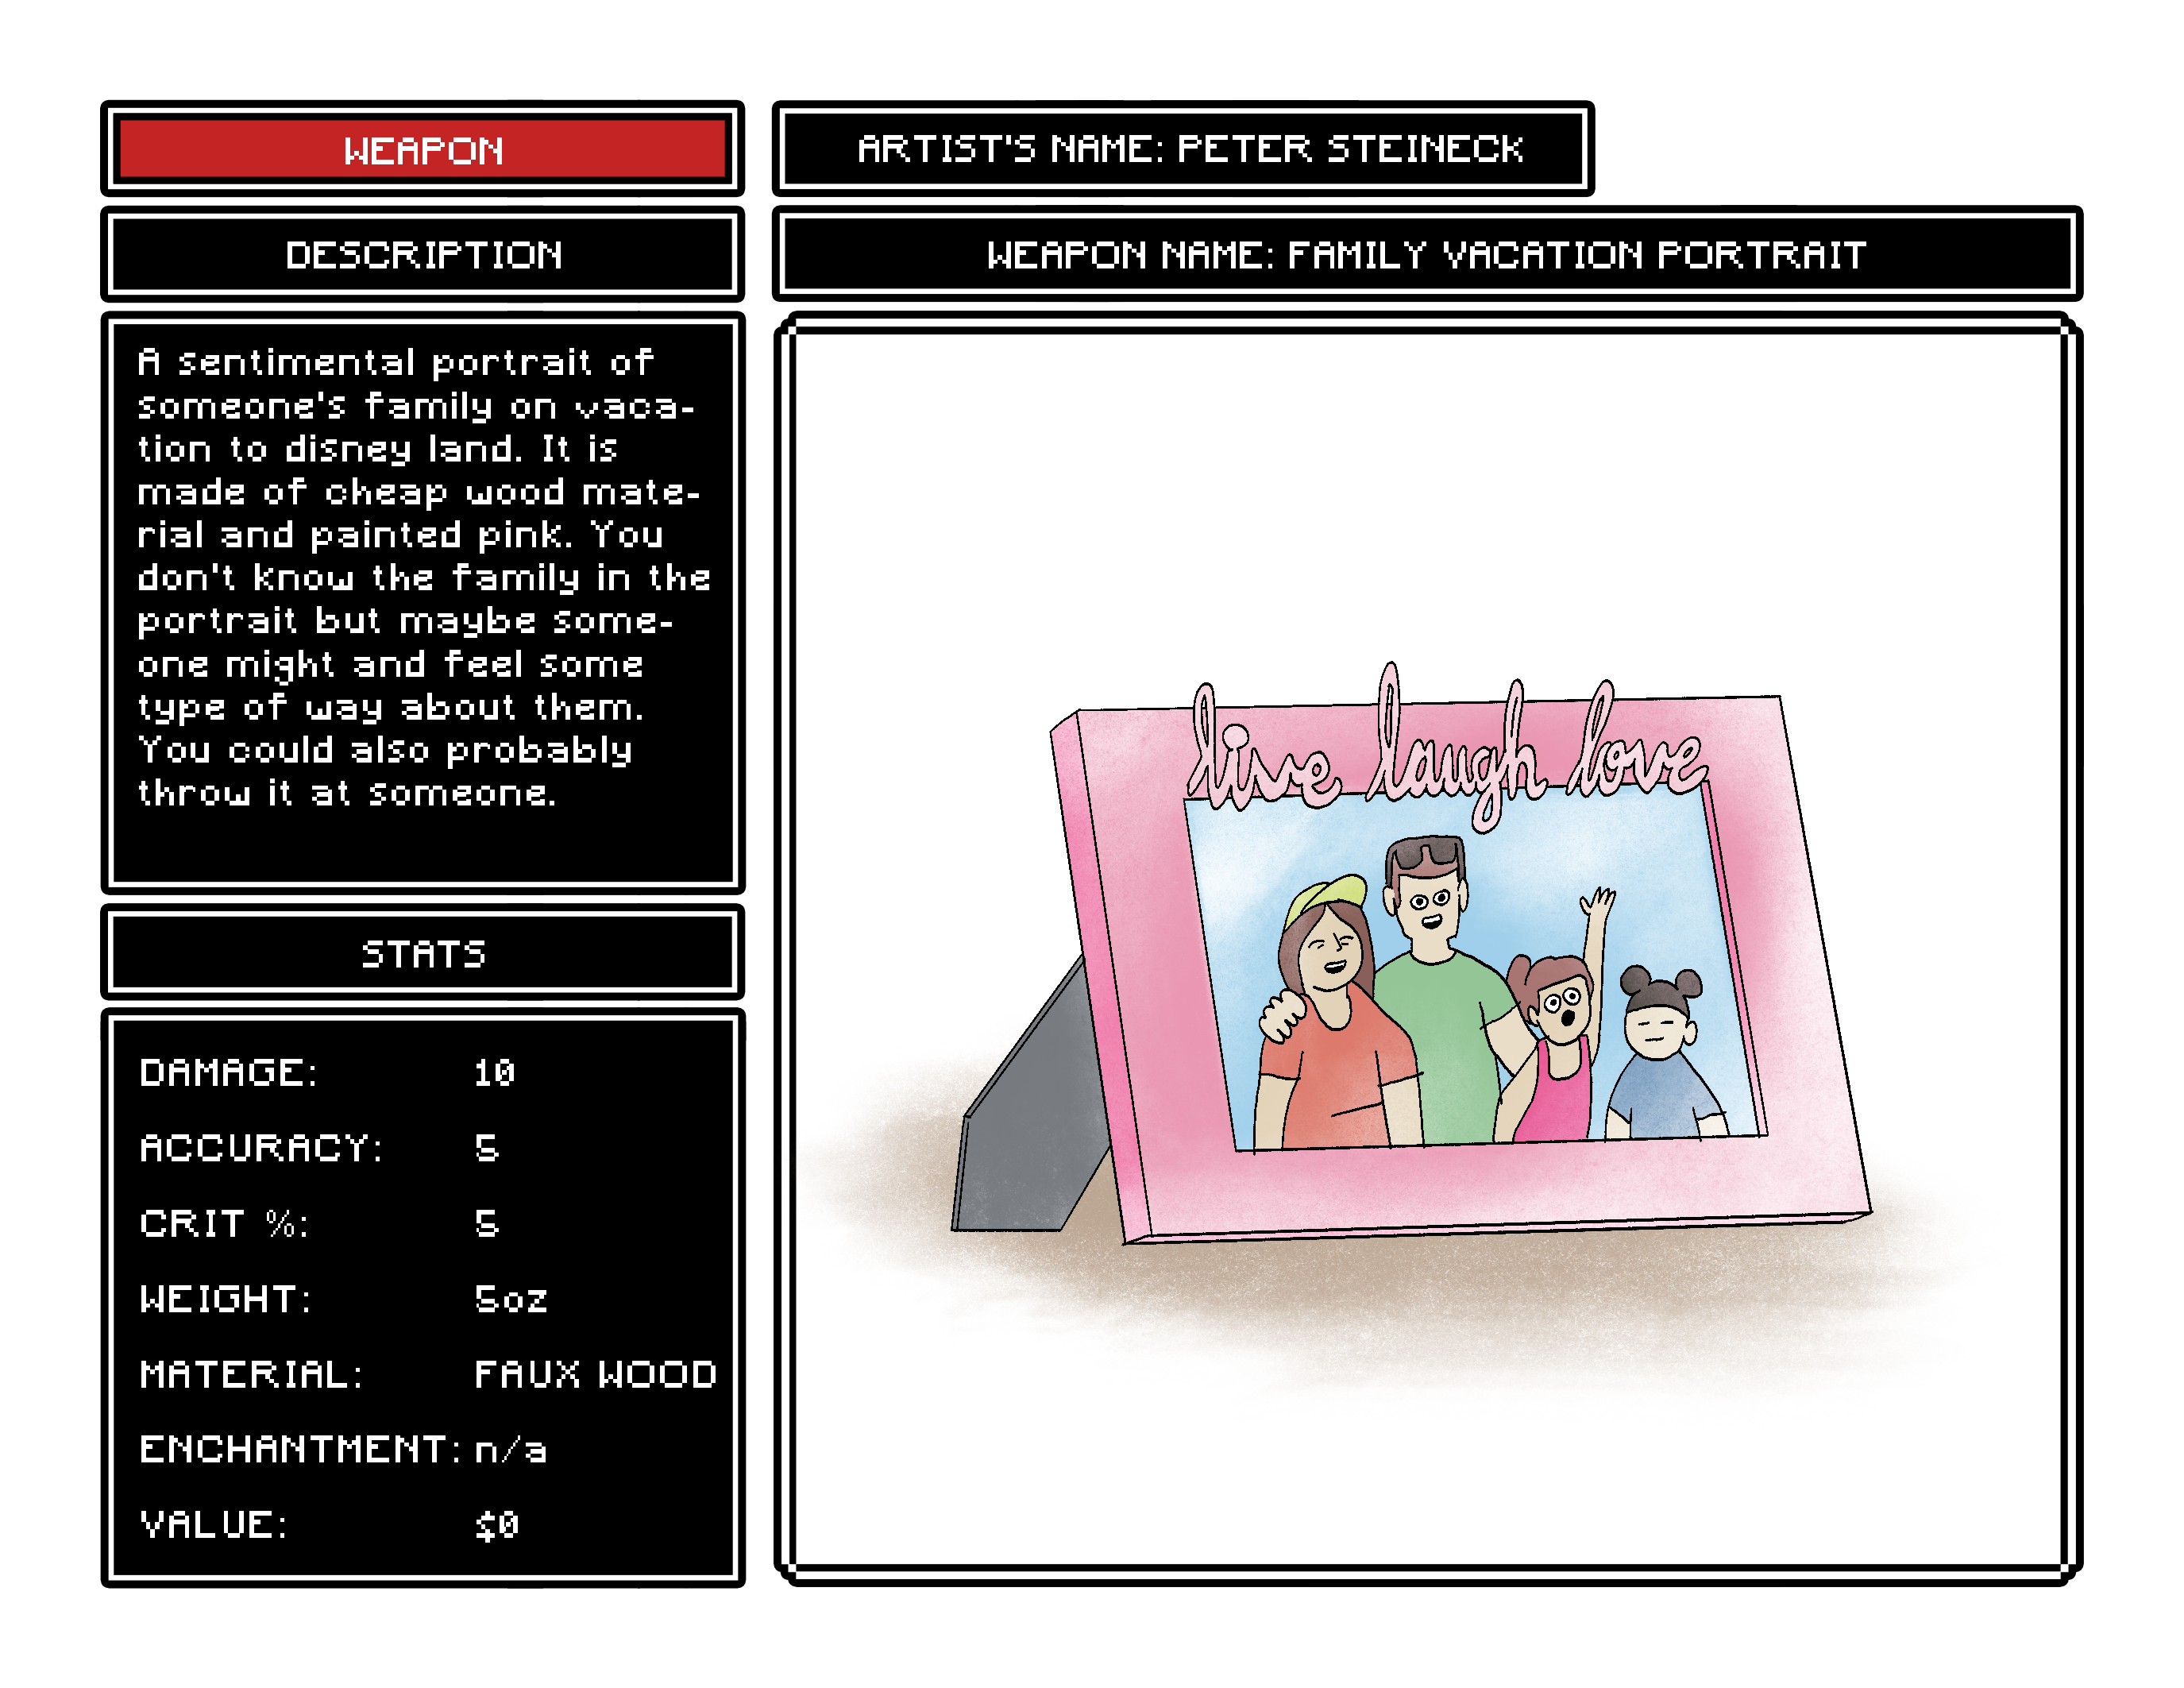 WEAPON
ARTIST'S NAME: PETER STEINECK
DESCRIPTION
WEAPON NAME: FAMILY VACATION PORTRAIT
A sentimental portrait of
someone's family on vaca-
tion to disney land. It is
made of cheap wood mate-
rial and painted pink. You
don't know the family in the
portrait but maybe some-
one might and feel some
type of way about them.
You could also probably
throw it at someone.
live laugh love
STATS
DAMAGE: 10
ACCURACY: 5
CRIT %: 5
WEIGHT: 5oz
MATERIAL: FAUX WOOD
ENCHANTMENT: n/a
VALUE: $0